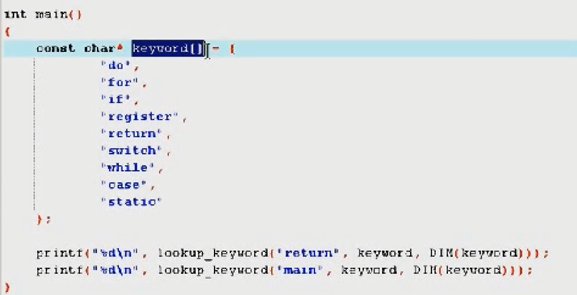 int main()
{
const char* keyword[] = {
"do",
"for",
"if",
"register",
"return",
"switch",
"while",
"case",
"static"
};
printf("%d\n", lookup_keyword("return", keyword, DIM(keyword)));
printf("%d\n", lookup_keyword("main", keyword, DIM(keyword)));
}